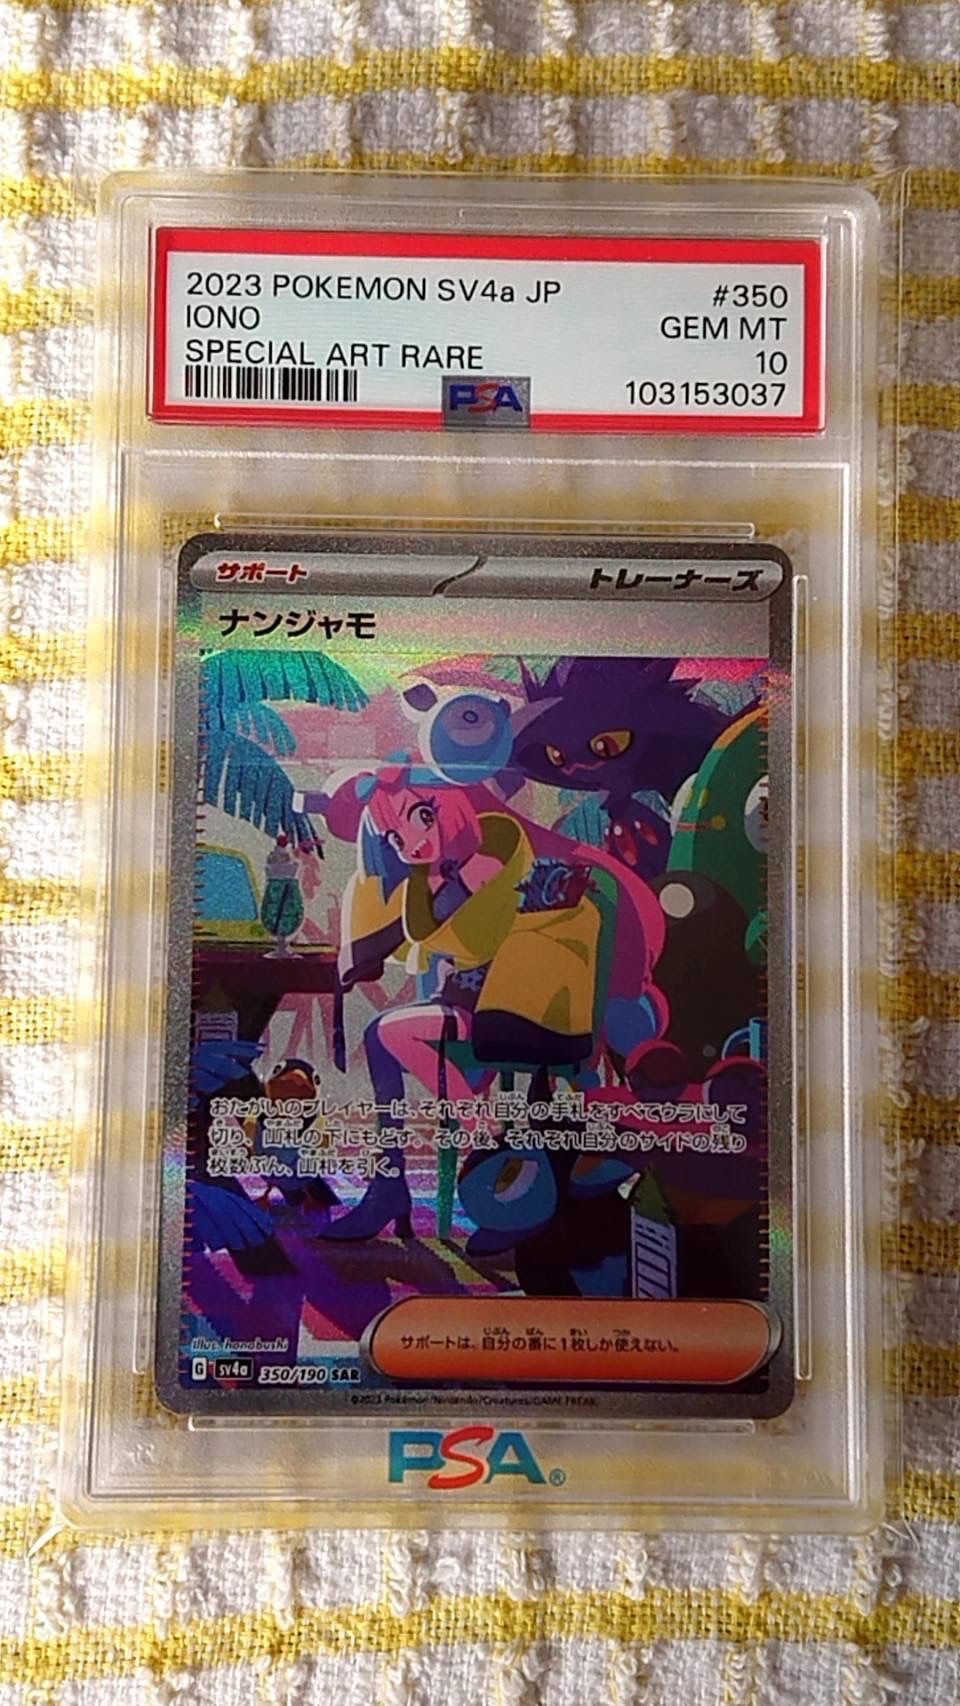 2023 POKEMON SV4a JP #350
IONO GEM MT
SPECIAL ART RARE 10
PSA 103153037
サポート トレーナーズ
ナンジャモ
おたがいのプレイヤーは、それぞれ自分の手札をすべてウラにして
切り、山札の下にもどす。その後、それぞれ自分のサイドの残り
枚数ぶん、山札を引く。
サポートは、自分の番に1枚しか使えない。
illus. hanabushi
G sv4a 350/190 SAR
©2023 Pokémon/Nintendo/Creatures/GAME FREAK.
PSA®